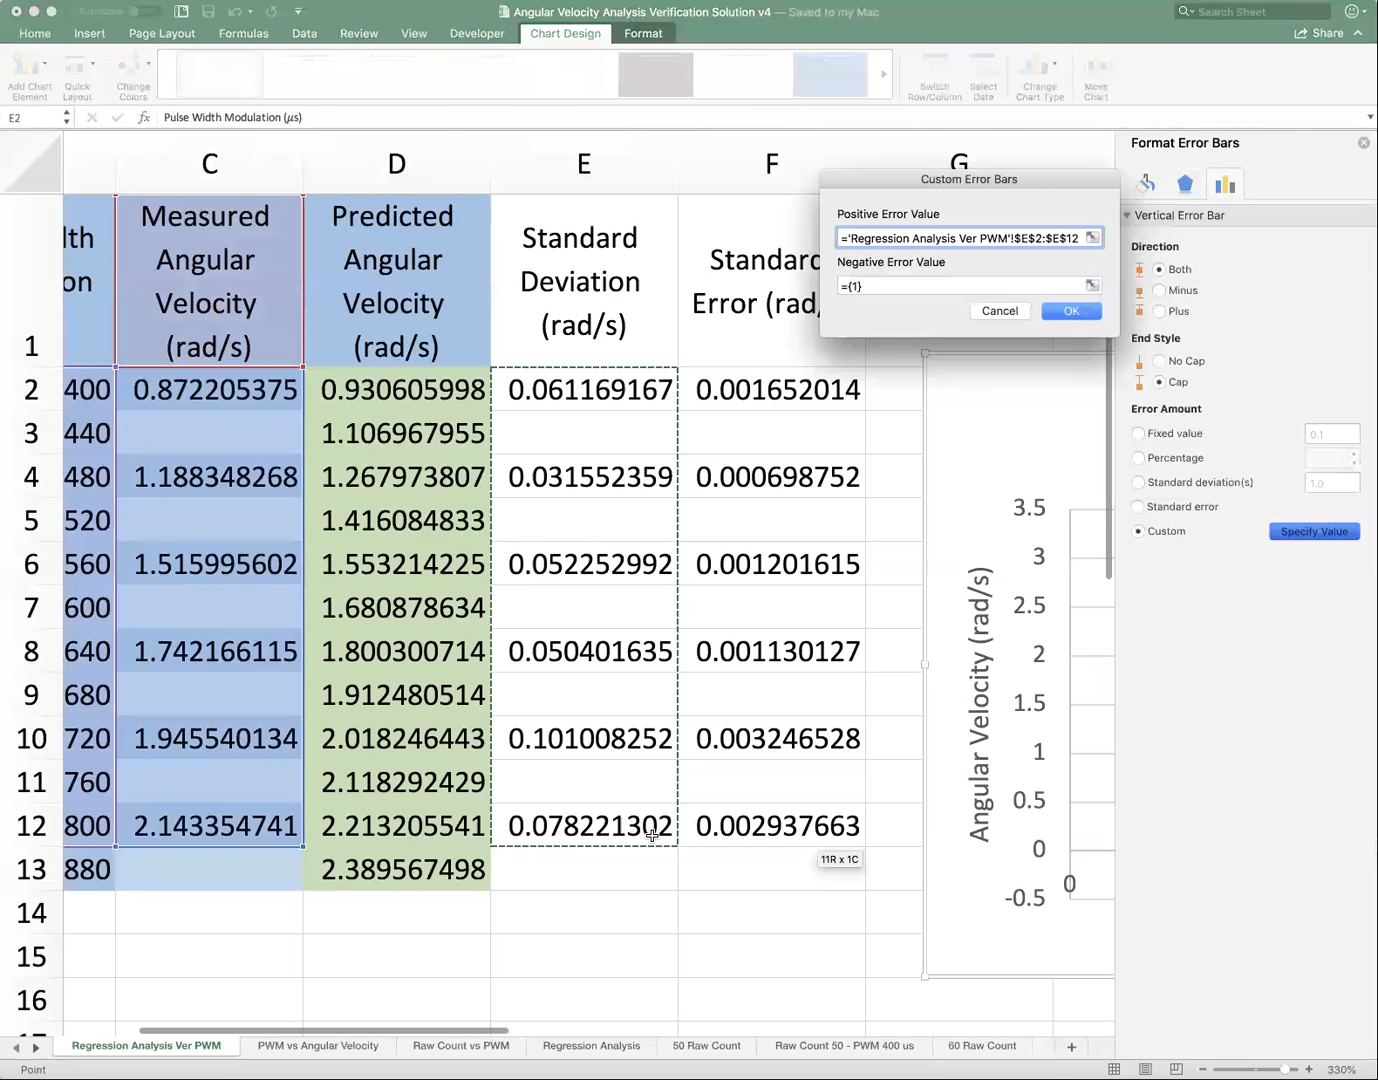 AutoSave
Angular Velocity Analysis Verification Solution v4 — Saved to my Mac
Search Sheet
Home Insert Page Layout Formulas Data Review View Developer Chart Design Format Share
Add Chart Element
Quick Layout
Change Colors
Switch Row/Column
Select Data
Change Chart Type
Move Chart
E2 fx Pulse Width Modulation (μs)
C D E F G
1
lth
on
Measured
Angular
Velocity
(rad/s)
Predicted
Angular
Velocity
(rad/s)
Standard
Deviation
(rad/s)
Standard
Error (rad/
2 400 0.872205375 0.930605998 0.061169167 0.001652014
3 440 1.106967955
4 480 1.188348268 1.267973807 0.031552359 0.000698752
5 520 1.416084833
6 560 1.515995602 1.553214225 0.052252992 0.001201615
7 600 1.680878634
8 640 1.742166115 1.800300714 0.050401635 0.001130127
9 680 1.912480514
10 720 1.945540134 2.018246443 0.101008252 0.003246528
11 760 2.118292429
12 800 2.143354741 2.213205541 0.078221302 0.002937663
13 880 2.389567498
14
15
16
11R x 1C
Custom Error Bars
Positive Error Value
='Regression Analysis Ver PWM'!$E$2:$E$12
Negative Error Value
={1}
Cancel OK
Angular Velocity (rad/s)
3.5
3
2.5
2
1.5
1
0.5
0
-0.5
0
Format Error Bars
Vertical Error Bar
Direction
Both
Minus
Plus
End Style
No Cap
Cap
Error Amount
Fixed value 0.1
Percentage
Standard deviation(s) 1.0
Standard error
Custom Specify Value
Regression Analysis Ver PWM PWM vs Angular Velocity Raw Count vs PWM Regression Analysis 50 Raw Count Raw Count 50 - PWM 400 us 60 Raw Count +
Point
330%